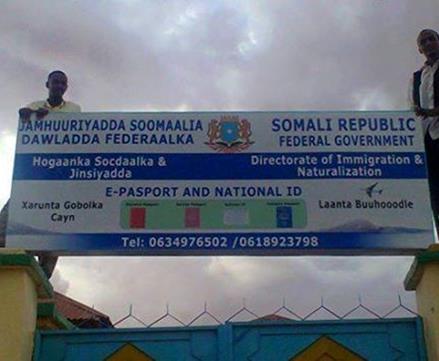 JAMHUURIYADDA SOOMAALIA
DAWLADDA FEDERAALKA
SOMALI REPUBLIC
FEDERAL GOVERNMENT
Hogaanka Socdaalka &
Jinsiyadda
Directorate of Immigration &
Naturalization
E-PASPORT AND NATIONAL ID
Xarunta Gobolka
Cayn
Laanta Buuhooodle
Tel: 0634976502 /0618923798